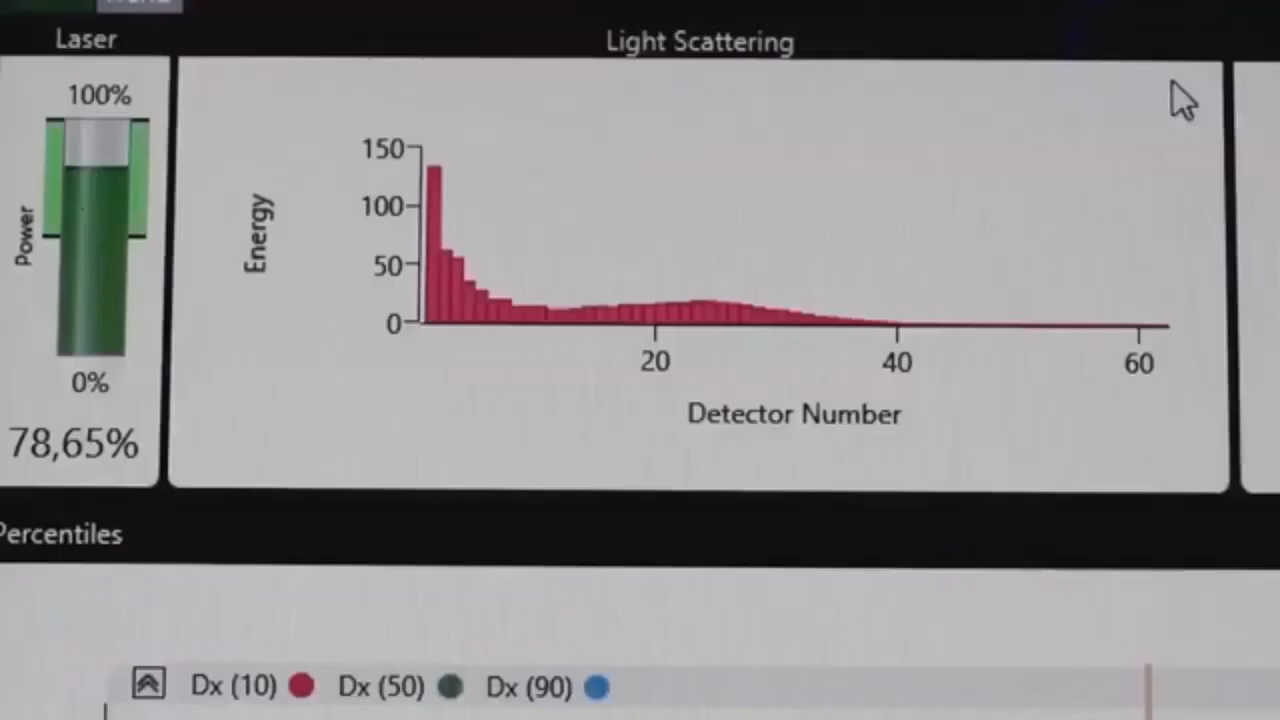 Laser
Light Scattering
100%
Power
0%
78,65%
150
100
50
0
Energy
20
40
60
Detector Number
Percentiles
Dx (10)
Dx (50)
Dx (90)